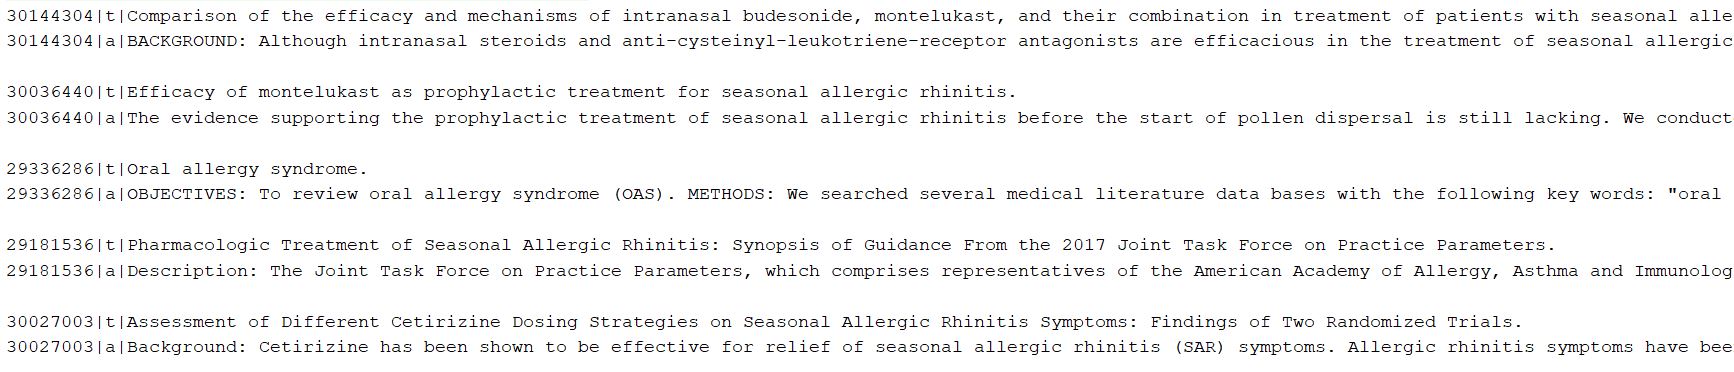 30144304|t|Comparison of the efficacy and mechanisms of intranasal budesonide, montelukast, and their combination in treatment of patients with seasonal alle
30144304|a|BACKGROUND: Although intranasal steroids and anti-cysteinyl-leukotriene-receptor antagonists are efficacious in the treatment of seasonal allergic
30036440|t|Efficacy of montelukast as prophylactic treatment for seasonal allergic rhinitis.
30036440|a|The evidence supporting the prophylactic treatment of seasonal allergic rhinitis before the start of pollen dispersal is still lacking. We conduct
29336286|t|Oral allergy syndrome.
29336286|a|OBJECTIVES: To review oral allergy syndrome (OAS). METHODS: We searched several medical literature data bases with the following key words: "oral
29181536|t|Pharmacologic Treatment of Seasonal Allergic Rhinitis: Synopsis of Guidance From the 2017 Joint Task Force on Practice Parameters.
29181536|a|Description: The Joint Task Force on Practice Parameters, which comprises representatives of the American Academy of Allergy, Asthma and Immunolog
30027003|t|Assessment of Different Cetirizine Dosing Strategies on Seasonal Allergic Rhinitis Symptoms: Findings of Two Randomized Trials.
30027003|a|Background: Cetirizine has been shown to be effective for relief of seasonal allergic rhinitis (SAR) symptoms. Allergic rhinitis symptoms have bee